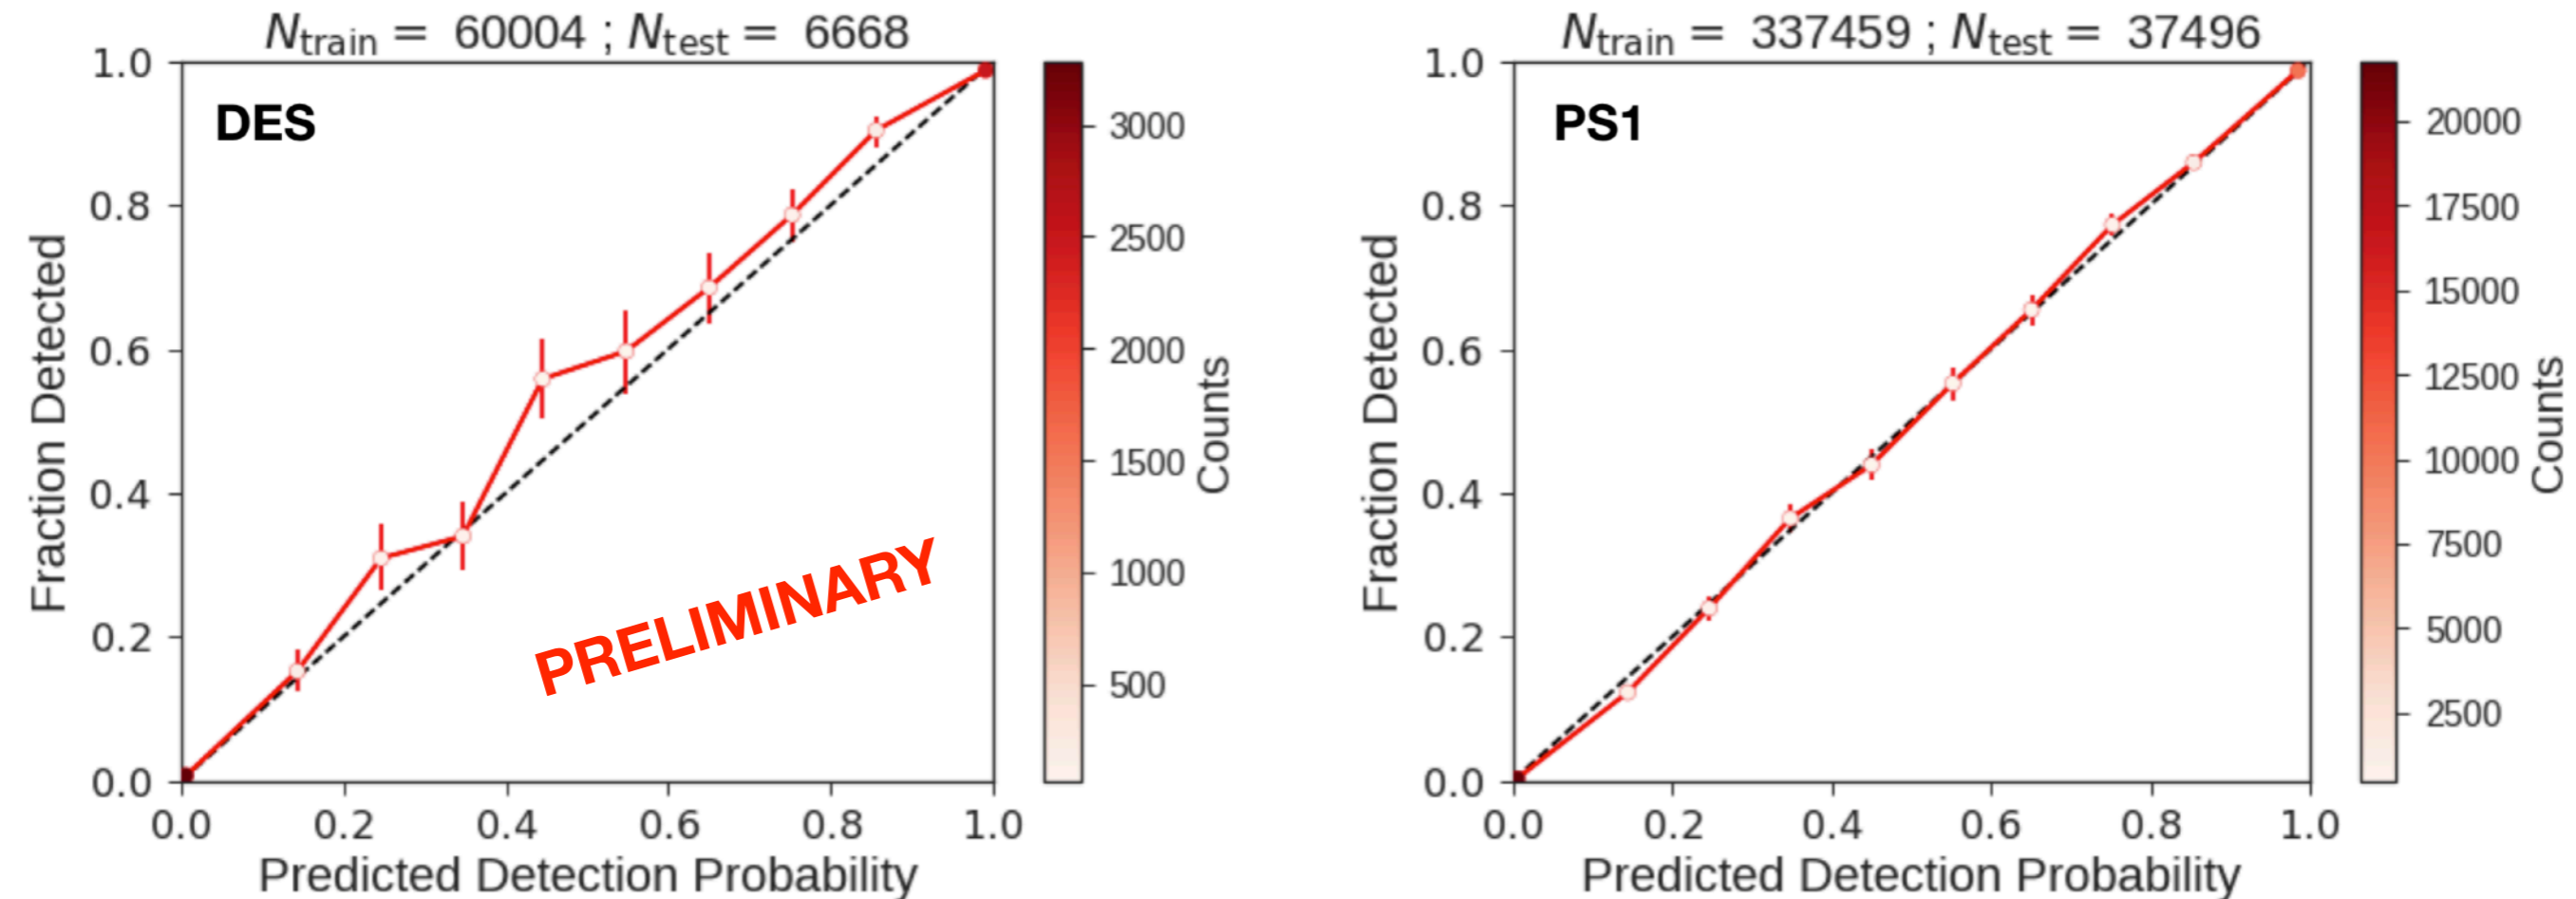 N_train = 60004 ; N_test = 6668
DES
PRELIMINARY
1.0
0.8
0.6
0.4
0.2
0.0
Fraction Detected
0.0 0.2 0.4 0.6 0.8 1.0
Predicted Detection Probability
3000
2500
2000
1500
1000
500
Counts
N_train = 337459 ; N_test = 37496
PS1
1.0
0.8
0.6
0.4
0.2
0.0
Fraction Detected
0.0 0.2 0.4 0.6 0.8 1.0
Predicted Detection Probability
20000
17500
15000
12500
10000
7500
5000
2500
Counts